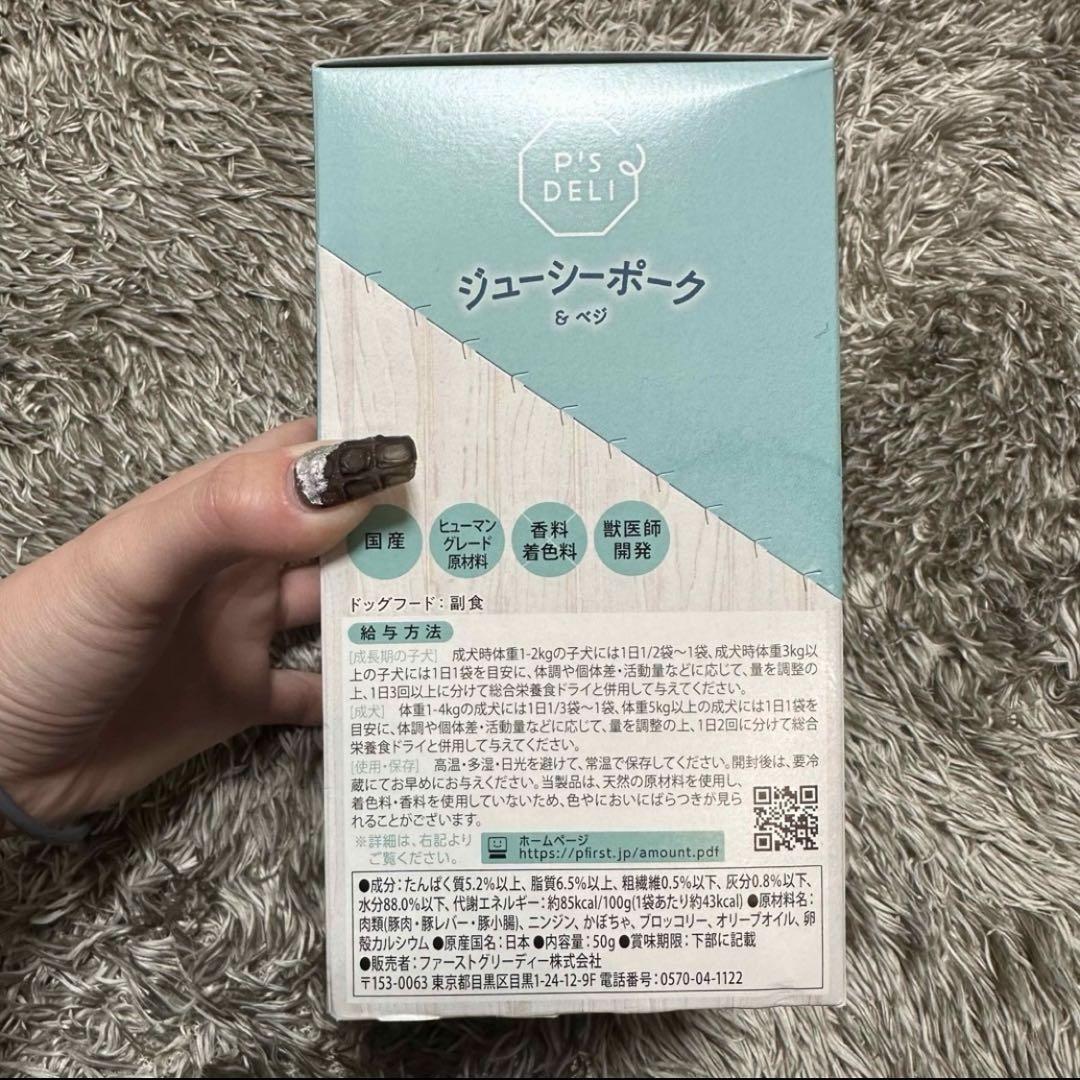 P'S
DELI
ジューシーポーク
& ベジ
国産
ヒューマン
グレード
原材料
香料
着色料
獣医師
開発
ドッグフード：副食
給与方法
[成長期の子犬] 成犬時体重1-2kgの子犬には1日1/2袋～1袋、成犬時体重3kg以
上の子犬には1日1袋を目安に、体調や個体差・活動量などに応じて、量を調整の
上、1日3回以上に分けて総合栄養食ドライと併用して与えてください。
[成犬] 体重1-4kgの成犬には1日1/3袋～1袋、体重5kg以上の成犬には1日1袋を
目安に、体調や個体差・活動量などに応じて、量を調整の上、1日2回に分けて総合
栄養食ドライと併用して与えてください。
[使用・保存] 高温・多湿・日光を避けて、常温で保存してください。開封後は、要冷
蔵にてお早めにお与えください。当製品は、天然の原材料を使用し、
着色料・香料を使用していないため、色やにおいにばらつきが見ら
れることがございます。
※詳細は、右記より
ご覧ください。
ホームページ
https://pfirst.jp/amount.pdf
●成分：たんぱく質5.2%以上、脂質6.5%以上、粗繊維0.5%以下、灰分0.8%以下、
水分88.0%以下、代謝エネルギー：約85kcal/100g(1袋あたり約43kcal) ●原材料名：
肉類(豚肉・豚レバー・豚小腸)、ニンジン、かぼちゃ、ブロッコリー、オリーブオイル、卵
殻カルシウム ●原産国名：日本 ●内容量：50g ●賞味期限：下部に記載
●販売者：ファーストグリーディー株式会社
〒153-0063 東京都目黒区目黒1-24-12-9F 電話番号：0570-04-1122